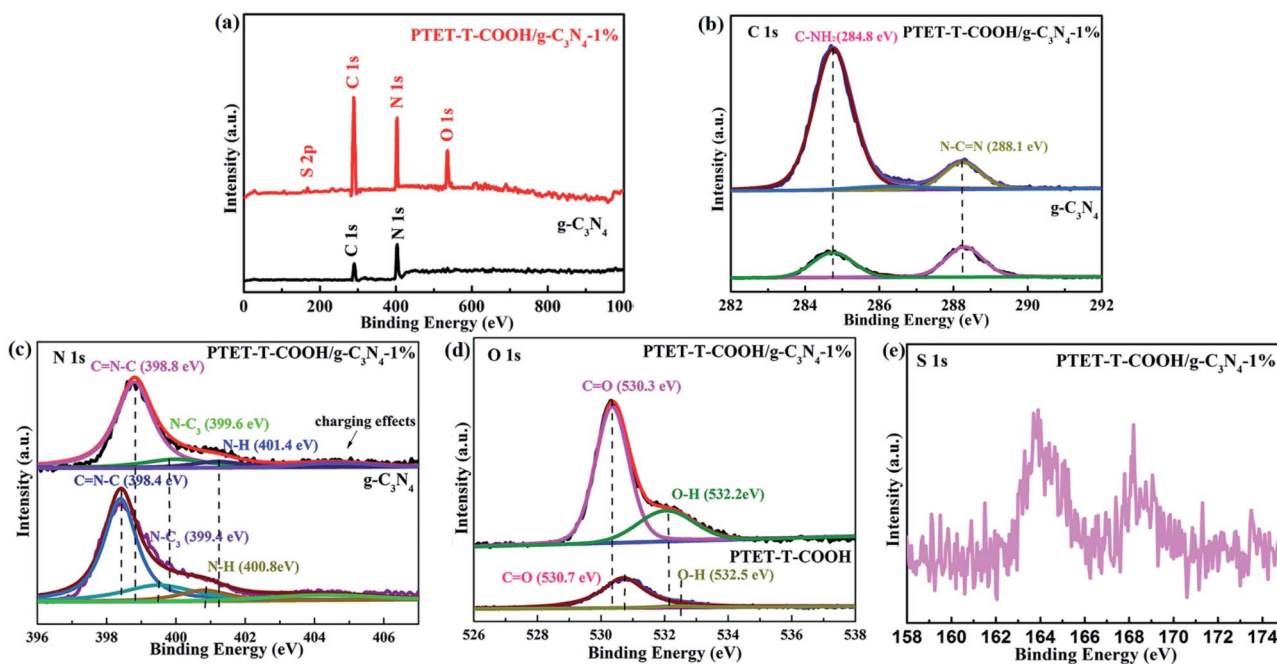 (a)
PTET-T-COOH/g-C₃N₄-1%
C 1s
N 1s
O 1s
S 2p
g-C₃N₄
C 1s
N 1s
Intensity (a.u.)
0 200 400 600 800 1000
Binding Energy (eV)
(b)
C 1s
C-NH₂(284.8 eV)
PTET-T-COOH/g-C₃N₄-1%
N-C=N (288.1 eV)
g-C₃N₄
Intensity (a.u.)
282 284 286 288 290 292
Binding Energy (eV)
(c)
N 1s
PTET-T-COOH/g-C₃N₄-1%
C=N-C (398.8 eV)
N-C₃ (399.6 eV)
charging effects
N-H (401.4 eV)
g-C₃N₄
C=N-C (398.4 eV)
N-C₃ (399.4 eV)
N-H (400.8eV)
Intensity (a.u.)
396 398 400 402 404 406
Binding Energy (eV)
(d)
O 1s
PTET-T-COOH/g-C₃N₄-1%
C=O (530.3 eV)
O-H (532.2eV)
PTET-T-COOH
C=O (530.7 eV)
O-H (532.5 eV)
Intensity (a.u.)
526 528 530 532 534 536 538
Binding Energy (eV)
(e)
S 1s
PTET-T-COOH/g-C₃N₄-1%
Intensity (a.u.)
158 160 162 164 166 168 170 172 174
Binding Energy (eV)